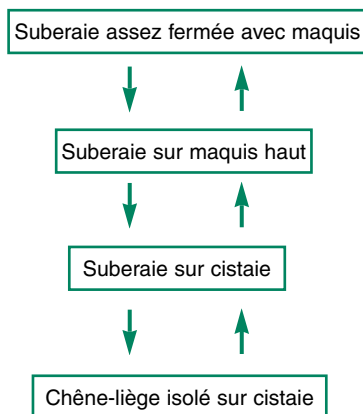 Suberaie assez fermée avec maquis
Suberaie sur maquis haut
Suberaie sur cistaie
Chêne-liège isolé sur cistaie